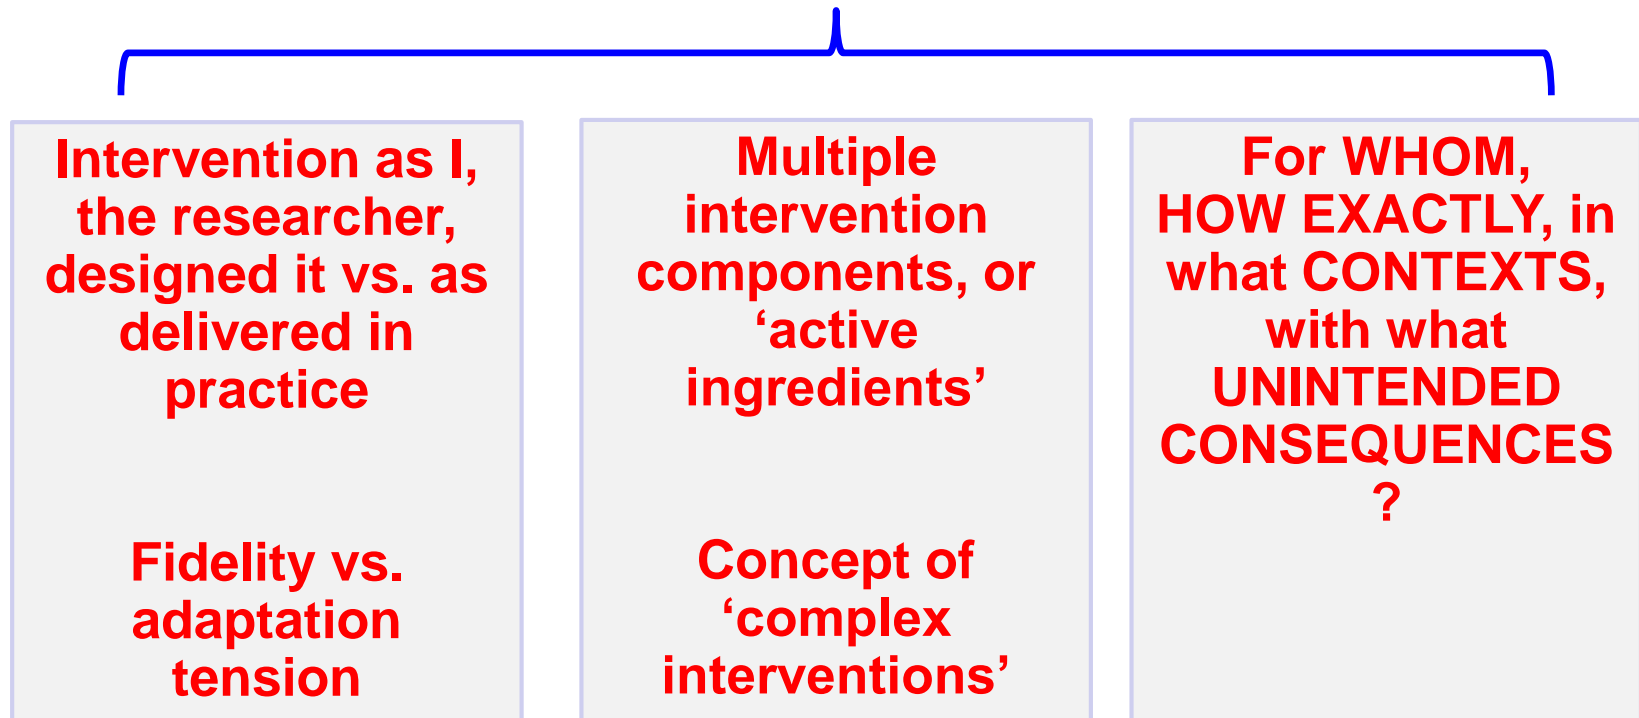 Intervention as I,
the researcher,
designed it vs. as
delivered in
practice
Fidelity vs.
adaptation
tension
Multiple
intervention
components, or
‘active
ingredients’
Concept of
‘complex
interventions’
For WHOM,
HOW EXACTLY, in
what CONTEXTS,
with what
UNINTENDED
CONSEQUENCES
?